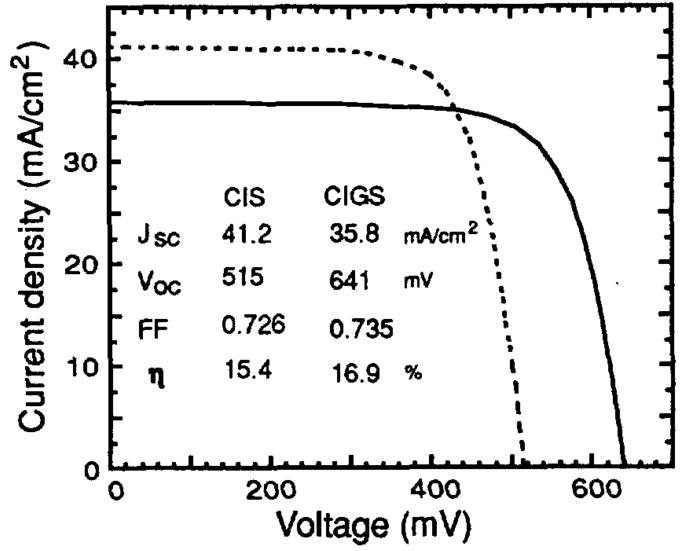 Current density (mA/cm²)
40
30
20
10
0
CIS CIGS
Jsc 41.2 35.8 mA/cm²
Voc 515 641 mV
FF 0.726 0.735
η 15.4 16.9 %
0 200 400 600
Voltage (mV)